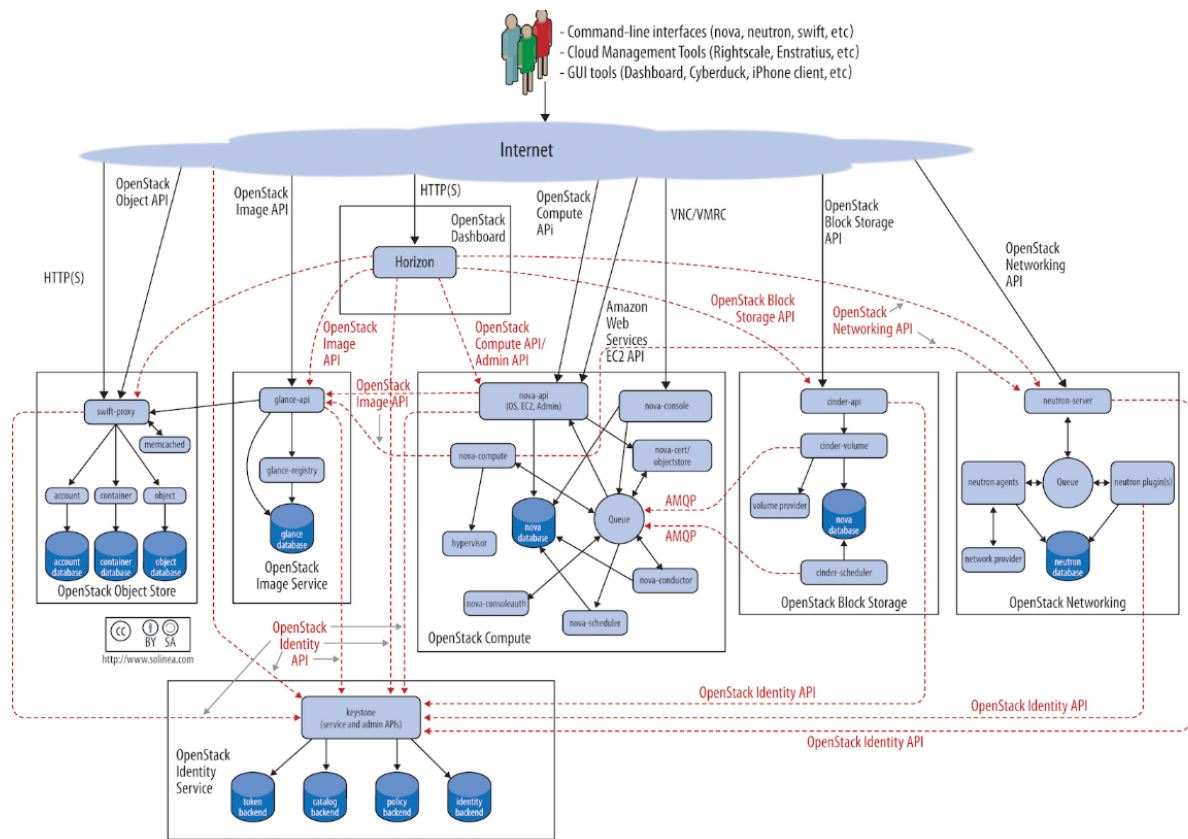 - Command-line interfaces (nova, neutron, swift, etc)
- Cloud Management Tools (Rightscale, Enstratius, etc)
- GUI tools (Dashboard, Cyberduck, iPhone client, etc)
Internet
OpenStack
Object API
OpenStack
Image API
HTTP(S)
OpenStack
Compute
APi
VNC/VMRC
OpenStack
Block Storage
API
OpenStack
Networking
API
OpenStack
Dashboard
Horizon
HTTP(S)
OpenStack
Image
API
OpenStack
Compute API/
Admin API
Amazon
Web
Services
EC2 API
OpenStack Block
Storage API
OpenStack
Networking API
OpenStack
Image API
swift-proxy
memcached
account
container
object
account
database
container
database
object
database
OpenStack Object Store
glance-api
glance-registry
glance
database
OpenStack
Image Service
nova-api
(OS, EC2, Admin)
nova-console
nova-compute
nova-cert/
objectstore
hypervisor
nova
database
Queue
nova-conductor
nova-consoleauth
nova-scheduler
OpenStack Compute
AMQP
AMQP
cinder-api
cinder-volume
volume provider
nova
database
cinder-scheduler
OpenStack Block Storage
neutron-server
neutron agents
Queue
neutron plugin(s)
network provider
neutron
database
OpenStack Networking
cc
BY SA
http://www.solinea.com
OpenStack
Identity
API
OpenStack Identity API
OpenStack Identity API
OpenStack Identity API
keystone
(service and admin APIs)
OpenStack
Identity
Service
token
backend
catalog
backend
policy
backend
identity
backend